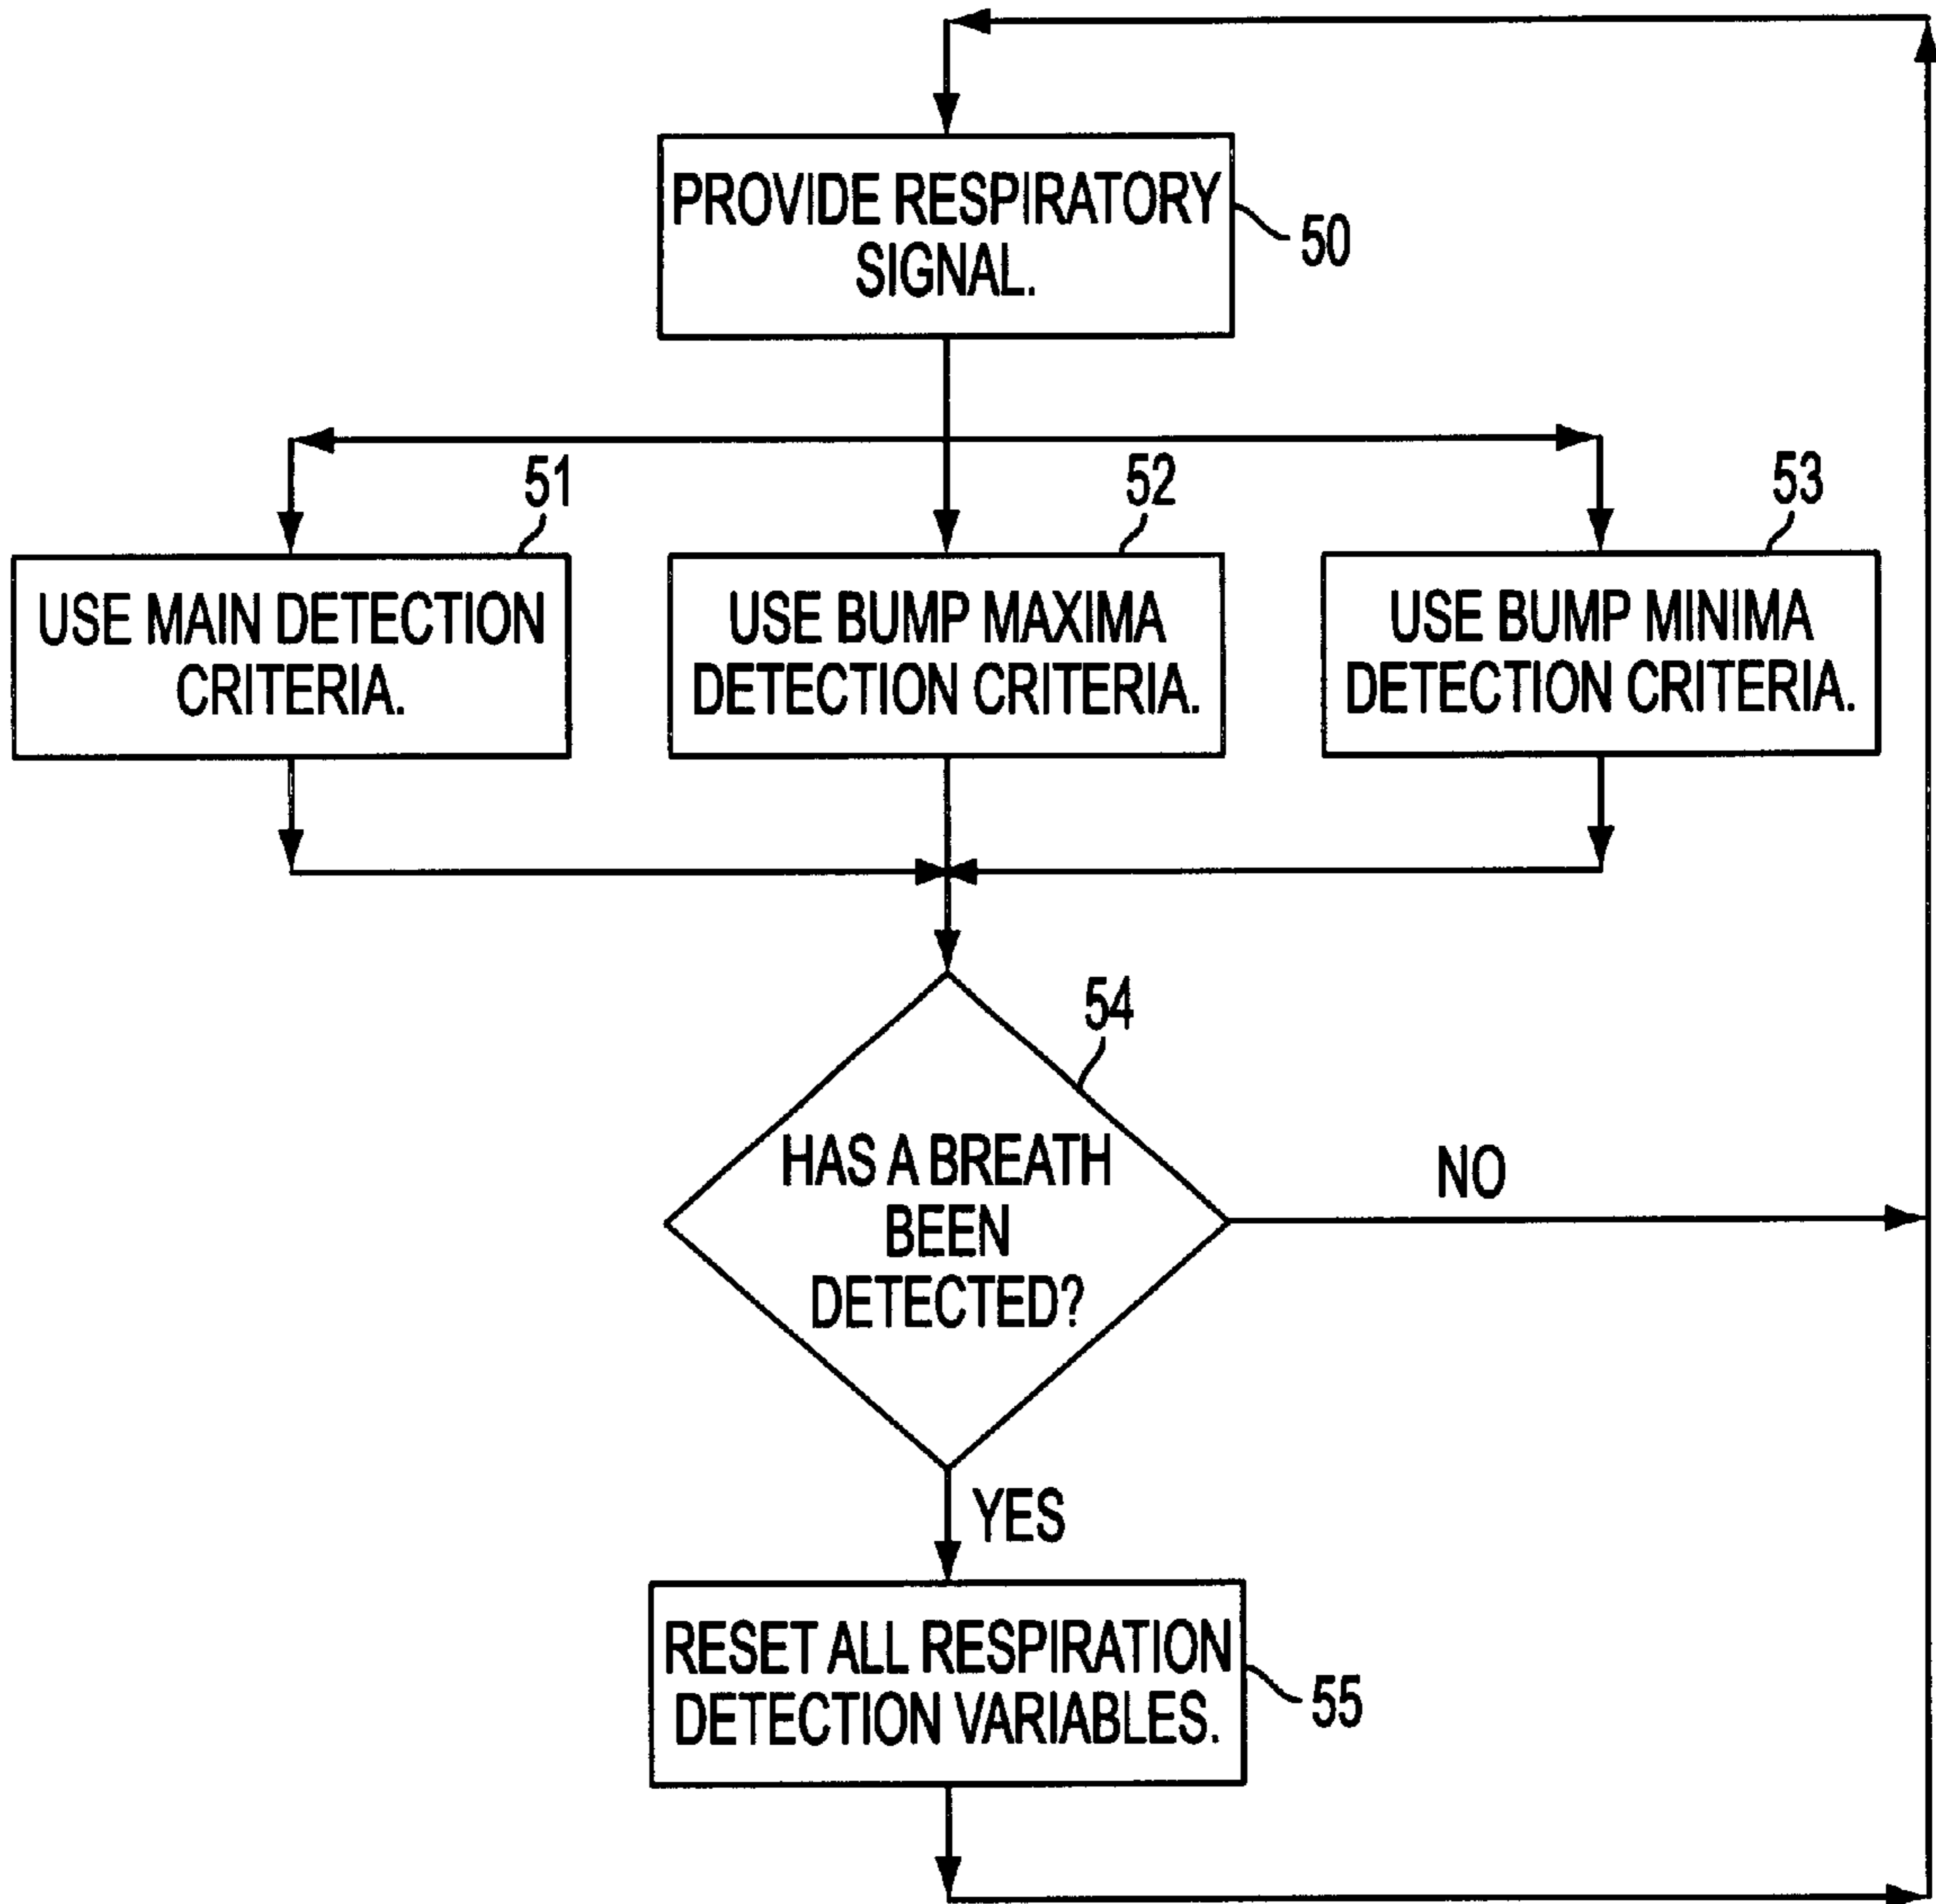 PROVIDE RESPIRATORY
SIGNAL.
50
51
52
53
USE MAIN DETECTION
CRITERIA.
USE BUMP MAXIMA
DETECTION CRITERIA.
USE BUMP MINIMA
DETECTION CRITERIA.
54
HAS A BREATH
BEEN
DETECTED?
NO
YES
RESET ALL RESPIRATION
DETECTION VARIABLES.
55